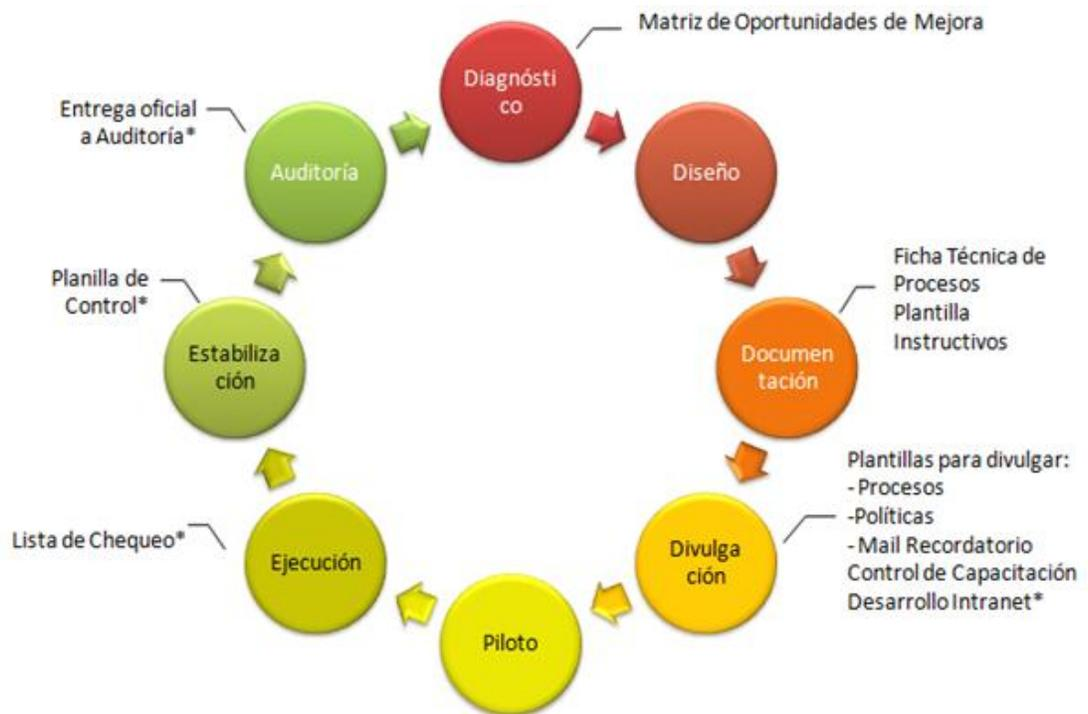 Matriz de Oportunidades de Mejora
Diagnósti
co
Diseño
Ficha Técnica de
Procesos
Plantilla
Instructivos
Documen
tación
Plantillas para divulgar:
- Procesos
-Políticas
- Mail Recordatorio
Control de Capacitación
Desarrollo Intranet*
Divulga
ción
Piloto
Lista de Chequeo*
Ejecución
Planilla de
Control*
Estabiliza
ción
Entrega oficial
a Auditoría*
Auditoría